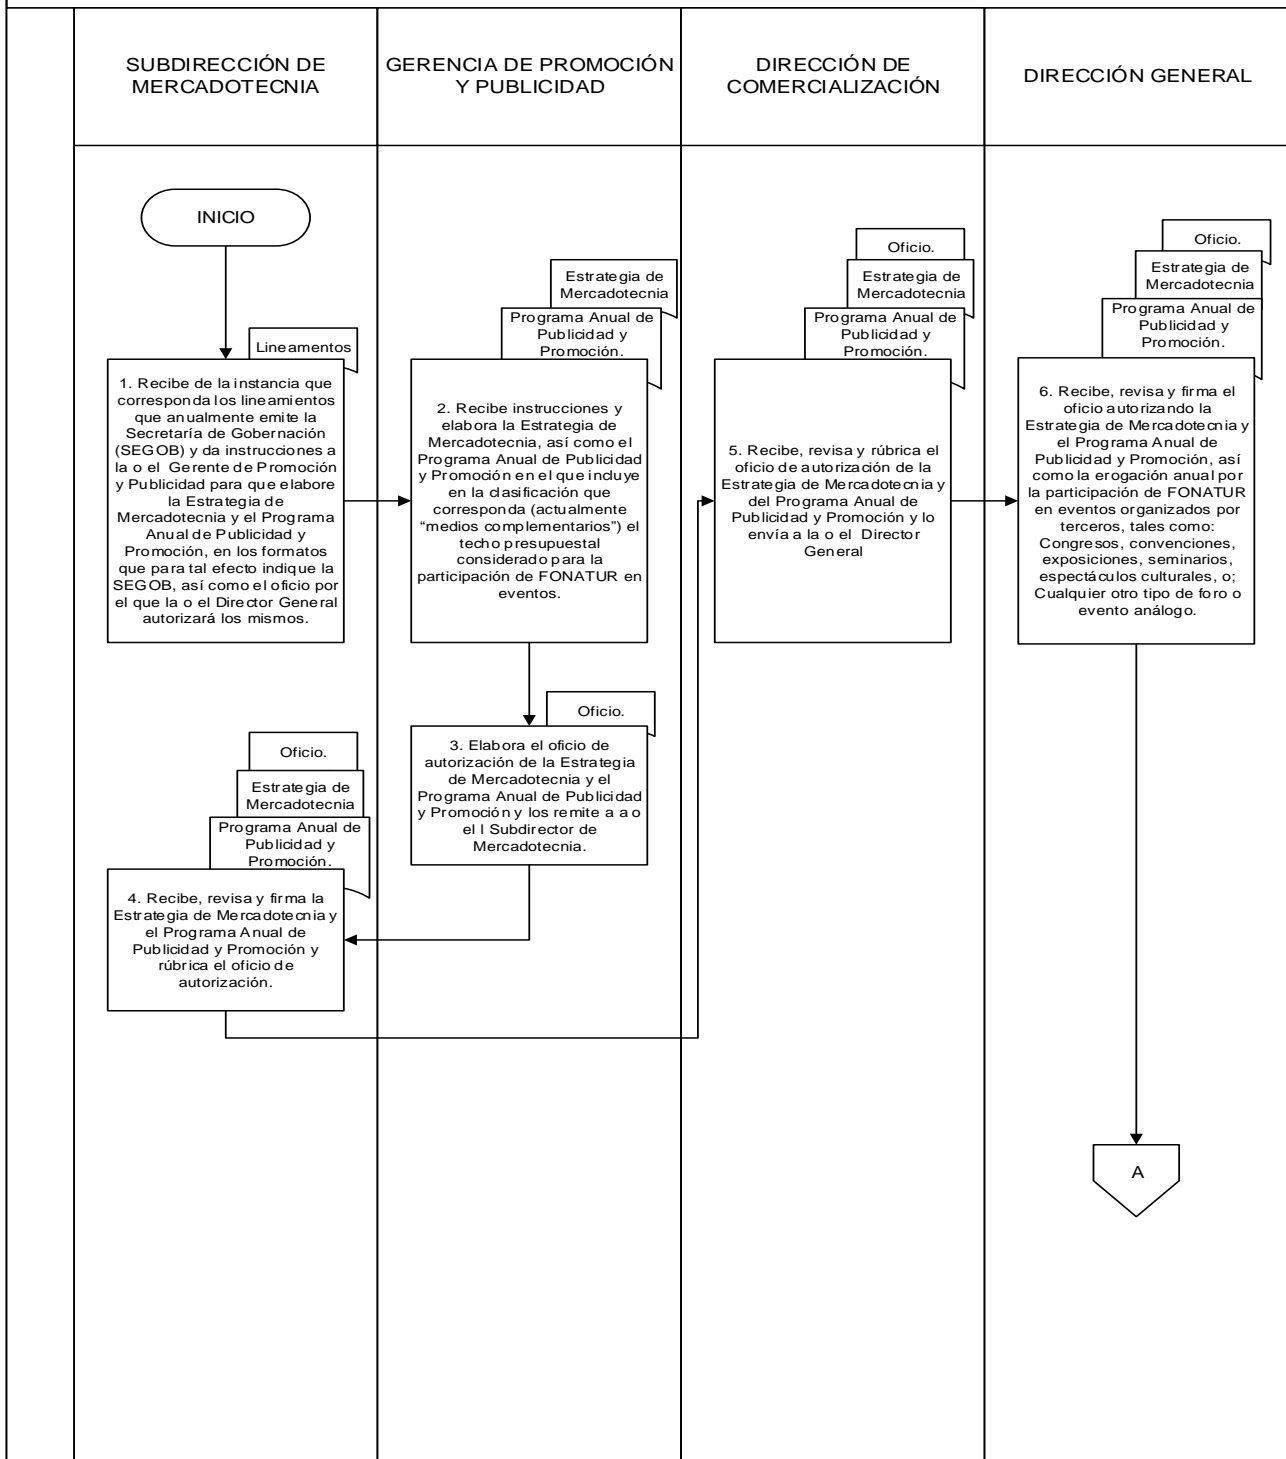 SUBDIRECCIÓN DE
MERCADOTECNIA
GERENCIA DE PROMOCIÓN
Y PUBLICIDAD
DIRECCIÓN DE
COMERCIALIZACIÓN
DIRECCIÓN GENERAL
INICIO
Lineamentos
1. Recibe de la instancia que
corresponda los lineamientos
que anualmente emite la
Secretaría de Gobernación
(SEGOB) y da instrucciones a
la o el Gerente de Promoción
y Publicidad para que elabore
la Estrategia de
Mercadotecnia y el Programa
Anual de Publicidad y
Promoción, en los formatos
que para tal efecto indique la
SEGOB, así como el oficio por
el que la o el Director General
autorizará los mismos.
Estrategia de
Mercadotecnia
Programa Anual de
Publicidad y
Promoción.
2. Recibe instrucciones y
elabora la Estrategia de
Mercadotecnia, así como el
Programa Anual de Publicidad
y Promoción en el que incluye
en la clasificación que
corresponda (actualmente
“medios complementarios”) el
techo presupuestal
considerado para la
participación de FONATUR en
eventos.
Oficio.
3. Elabora el oficio de
autorización de la Estrategia
de Mercadotecnia y el
Programa Anual de Publicidad
y Promoción y los remite a a o
el l Subdirector de
Mercadotecnia.
Oficio.
Estrategia de
Mercadotecnia
Programa Anual de
Publicidad y
Promoción.
4. Recibe, revisa y firma la
Estrategia de Mercadotecnia y
el Programa Anual de
Publicidad y Promoción y
rúbrica el oficio de
autorización.
Oficio.
Estrategia de
Mercadotecnia
Programa Anual de
Publicidad y
Promoción.
5. Recibe, revisa y rúbrica el
oficio de autorización de la
Estrategia de Mercadotecnia y
del Programa Anual de
Publicidad y Promoción y lo
envía a la o el Director
General
Oficio.
Estrategia de
Mercadotecnia
Programa Anual de
Publicidad y
Promoción.
6. Recibe, revisa y firma el
oficio autorizando la
Estrategia de Mercadotecnia y
el Programa Anual de
Publicidad y Promoción, así
como la erogación anual por
la participación de FONATUR
en eventos organizados por
terceros, tales como:
Congresos, convenciones,
exposiciones, seminarios,
espectáculos culturales, o;
Cualquier otro tipo de foro o
evento análogo.
A